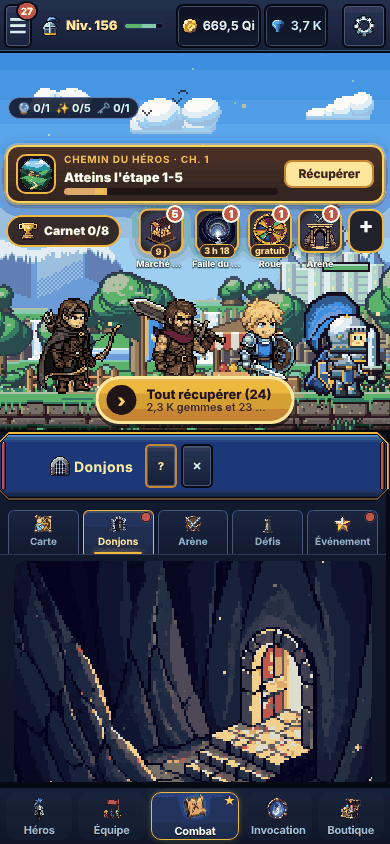 27
Niv. 156
669,5 Qi
3,7 K
0/1
0/5
0/1
CHEMIN DU HÉROS · CH. 1
Atteins l'étape 1-5
Récupérer
Carnet 0/8
5
9 j
Marché ...
1
3 h 18
Faille du ...
1
gratuit
Roue
1
Arène
+
Tout récupérer (24)
2,3 K gemmes et 23 ...
Donjons
?
×
Carte
Donjons
Arène
Défis
Événement
Héros
Équipe
Combat
Invocation
Boutique